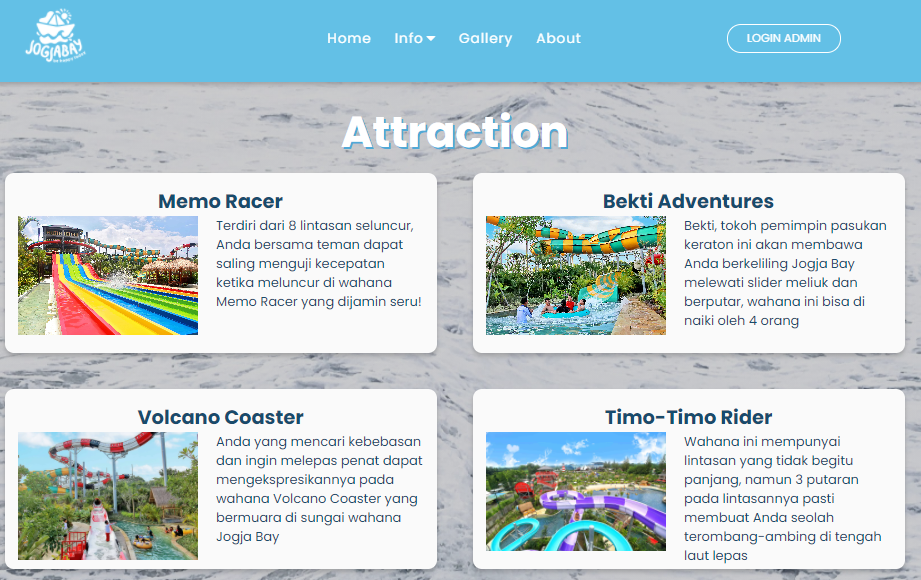 JOGJABAY
Home
Info
Gallery
About
LOGIN ADMIN
Attraction
Memo Racer
Terdiri dari 8 lintasan seluncur,
Anda bersama teman dapat
saling menguji kecepatan
ketika meluncur di wahana
Memo Racer yang dijamin seru!
Bekti Adventures
Bekti, tokoh pemimpin pasukan
keraton ini akan membawa
Anda berkeliling Jogja Bay
melewati slider meliuk dan
berputar, wahana ini bisa di
naiki oleh 4 orang
Volcano Coaster
Anda yang mencari kebebasan
dan ingin melepas penat dapat
mengekspresikannya pada
wahana Volcano Coaster yang
bermuara di sungai wahana
Jogja Bay
Timo-Timo Rider
Wahana ini mempunyai
lintasan yang tidak begitu
panjang, namun 3 putaran
pada lintasannya pasti
membuat Anda seolah
terombang-ambing di tengah
laut lepas